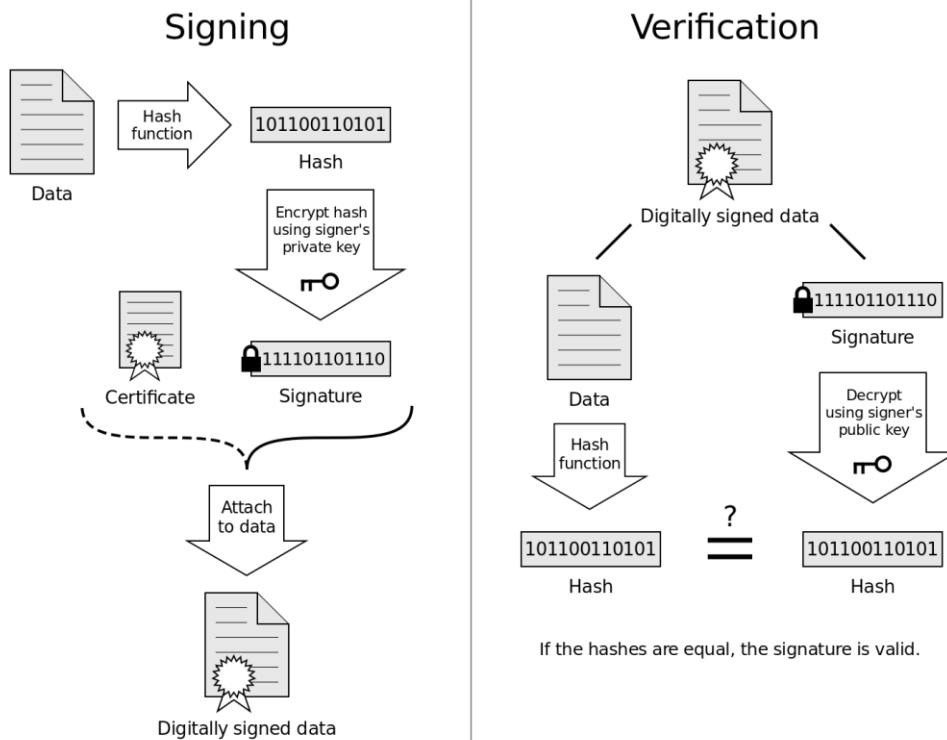 Signing
Data
Hash
function
101100110101
Hash
Encrypt hash
using signer's
private key
Certificate
111101101110
Signature
Attach
to data
Digitally signed data
Verification
Digitally signed data
Data
111101101110
Signature
Hash
function
Decrypt
using signer's
public key
101100110101
Hash
?
=
101100110101
Hash
If the hashes are equal, the signature is valid.